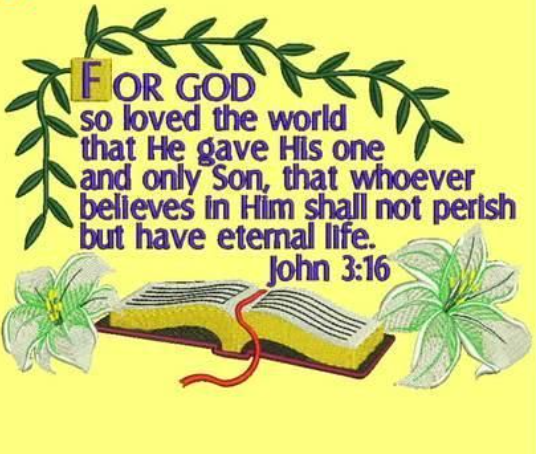 FOR GOD
so loved the world
that He gave His one
and only Son, that whoever
believes in Him shall not perish
but have eternal life.
John 3:16